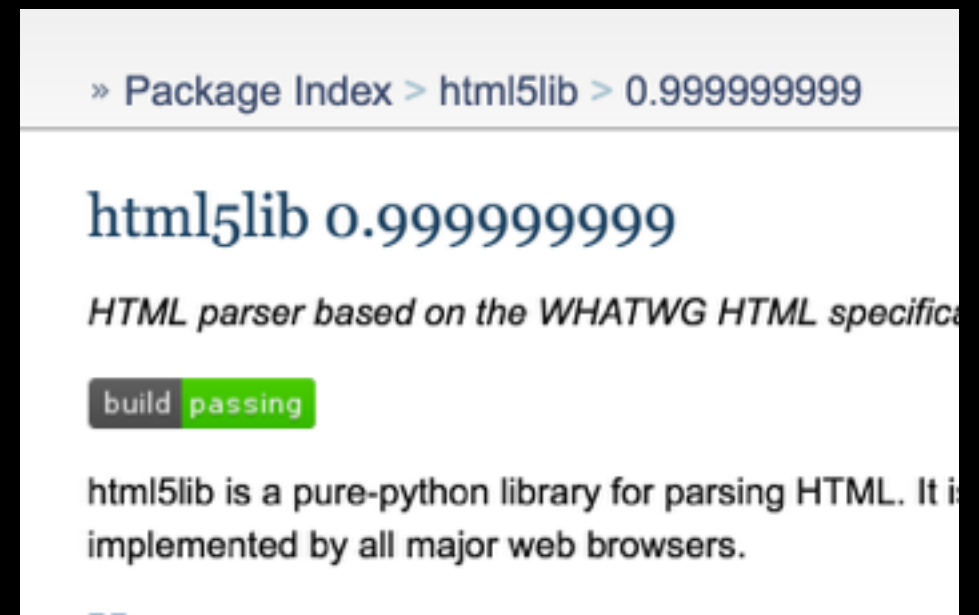 » Package Index > html5lib > 0.999999999
html5lib 0.999999999
HTML parser based on the WHATWG HTML
build passing
html5lib is a pure-python library for parsing HTML. It
implemented by all major web browsers.